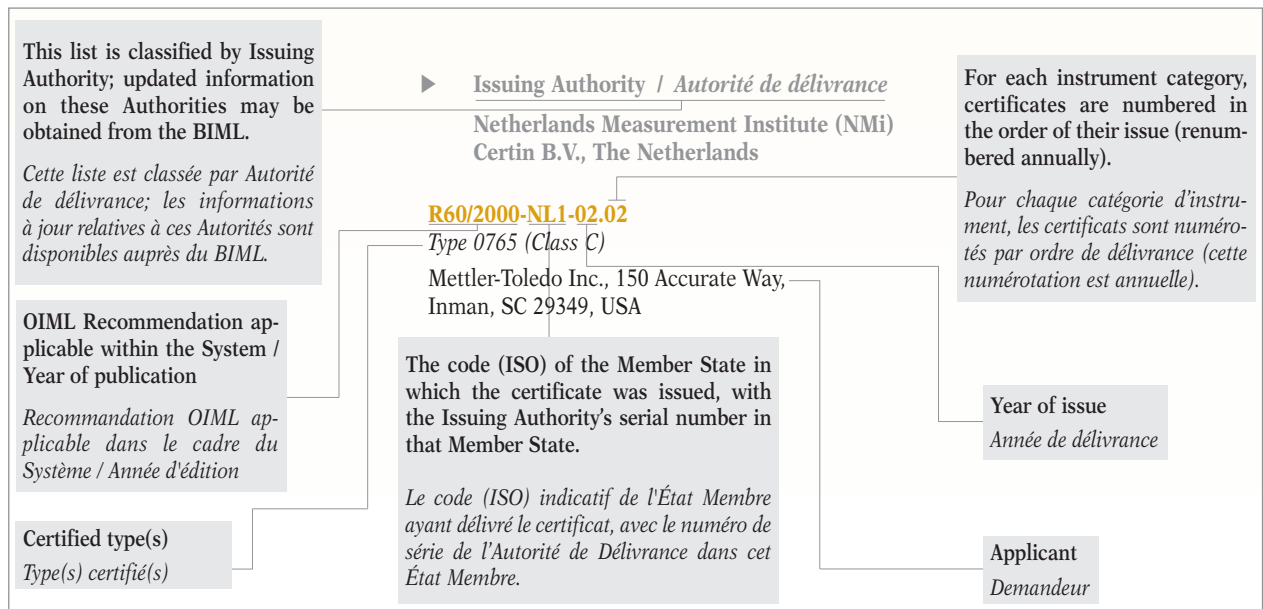 This list is classified by Issuing
Authority; updated information
on these Authorities may be
obtained from the BIML.
Cette liste est classée par Autorité
de délivrance; les informations
à jour relatives à ces Autorités sont
disponibles auprès du BIML.
▶ Issuing Authority / Autorité de délivrance
Netherlands Measurement Institute (NMi)
Certin B.V., The Netherlands
For each instrument category,
certificates are numbered in
the order of their issue (renum-
bered annually).
Pour chaque catégorie d'instru-
ment, les certificats sont numéro-
tés par ordre de délivrance (cette
numérotation est annuelle).
R60/2000-NL1-02.02
Type 0765 (Class C)
Mettler-Toledo Inc., 150 Accurate Way,
Inman, SC 29349, USA
OIML Recommendation ap-
plicable within the System /
Year of publication
Recommandation OIML ap-
plicable dans le cadre du
Système / Année d'édition
The code (ISO) of the Member State in
which the certificate was issued, with
the Issuing Authority's serial number in
that Member State.
Le code (ISO) indicatif de l'État Membre
ayant délivré le certificat, avec le numéro de
série de l'Autorité de Délivrance dans cet
État Membre.
Year of issue
Année de délivrance
Certified type(s)
Type(s) certifié(s)
Applicant
Demandeur